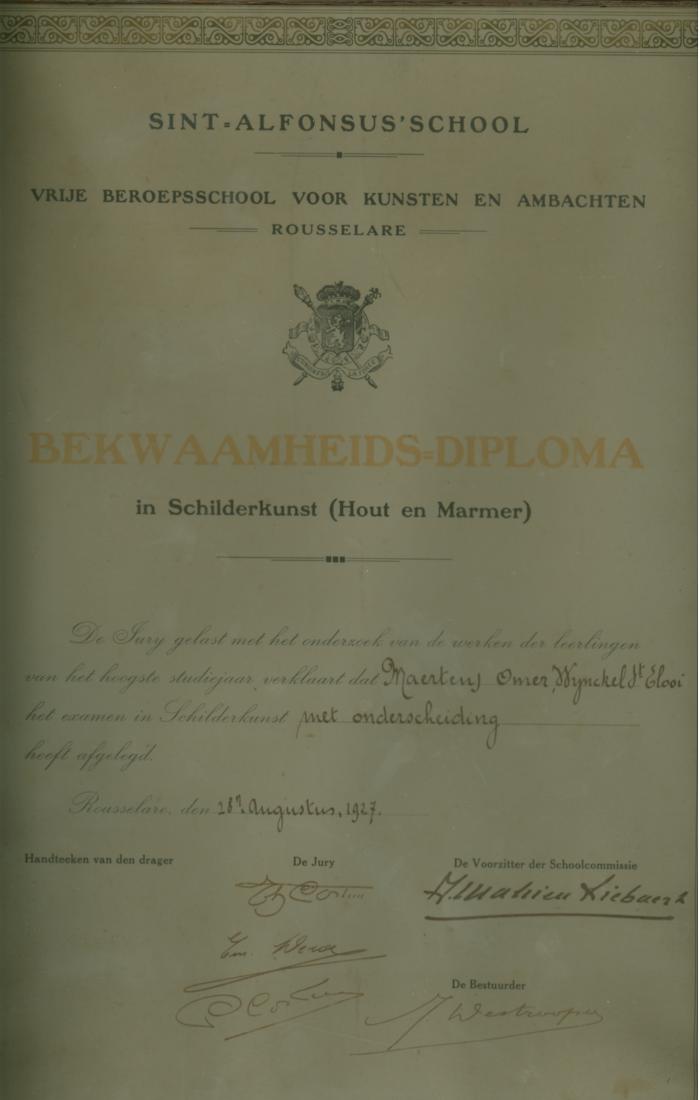 SINT=ALFONSUS'SCHOOL
VRIJE BEROEPSSCHOOL VOOR KUNSTEN EN AMBACHTEN
ROUSSELARE
BEKWAAMHEIDS=DIPLOMA
in Schilderkunst (Hout en Marmer)
De Jury gelast met het onderzoek van de werken der leerlingen
van het hoogste studiejaar verklaart dat Maertens Omer, Wynckel St Elooi
het examen in Schilderkunst met onderscheiding
heeft afgelegd.
Rousselare, den 28n Augustus, 1927.
Handteeken van den drager De Jury De Voorzitter der Schoolcommissie
Mahieu Liebaert
De Bestuurder